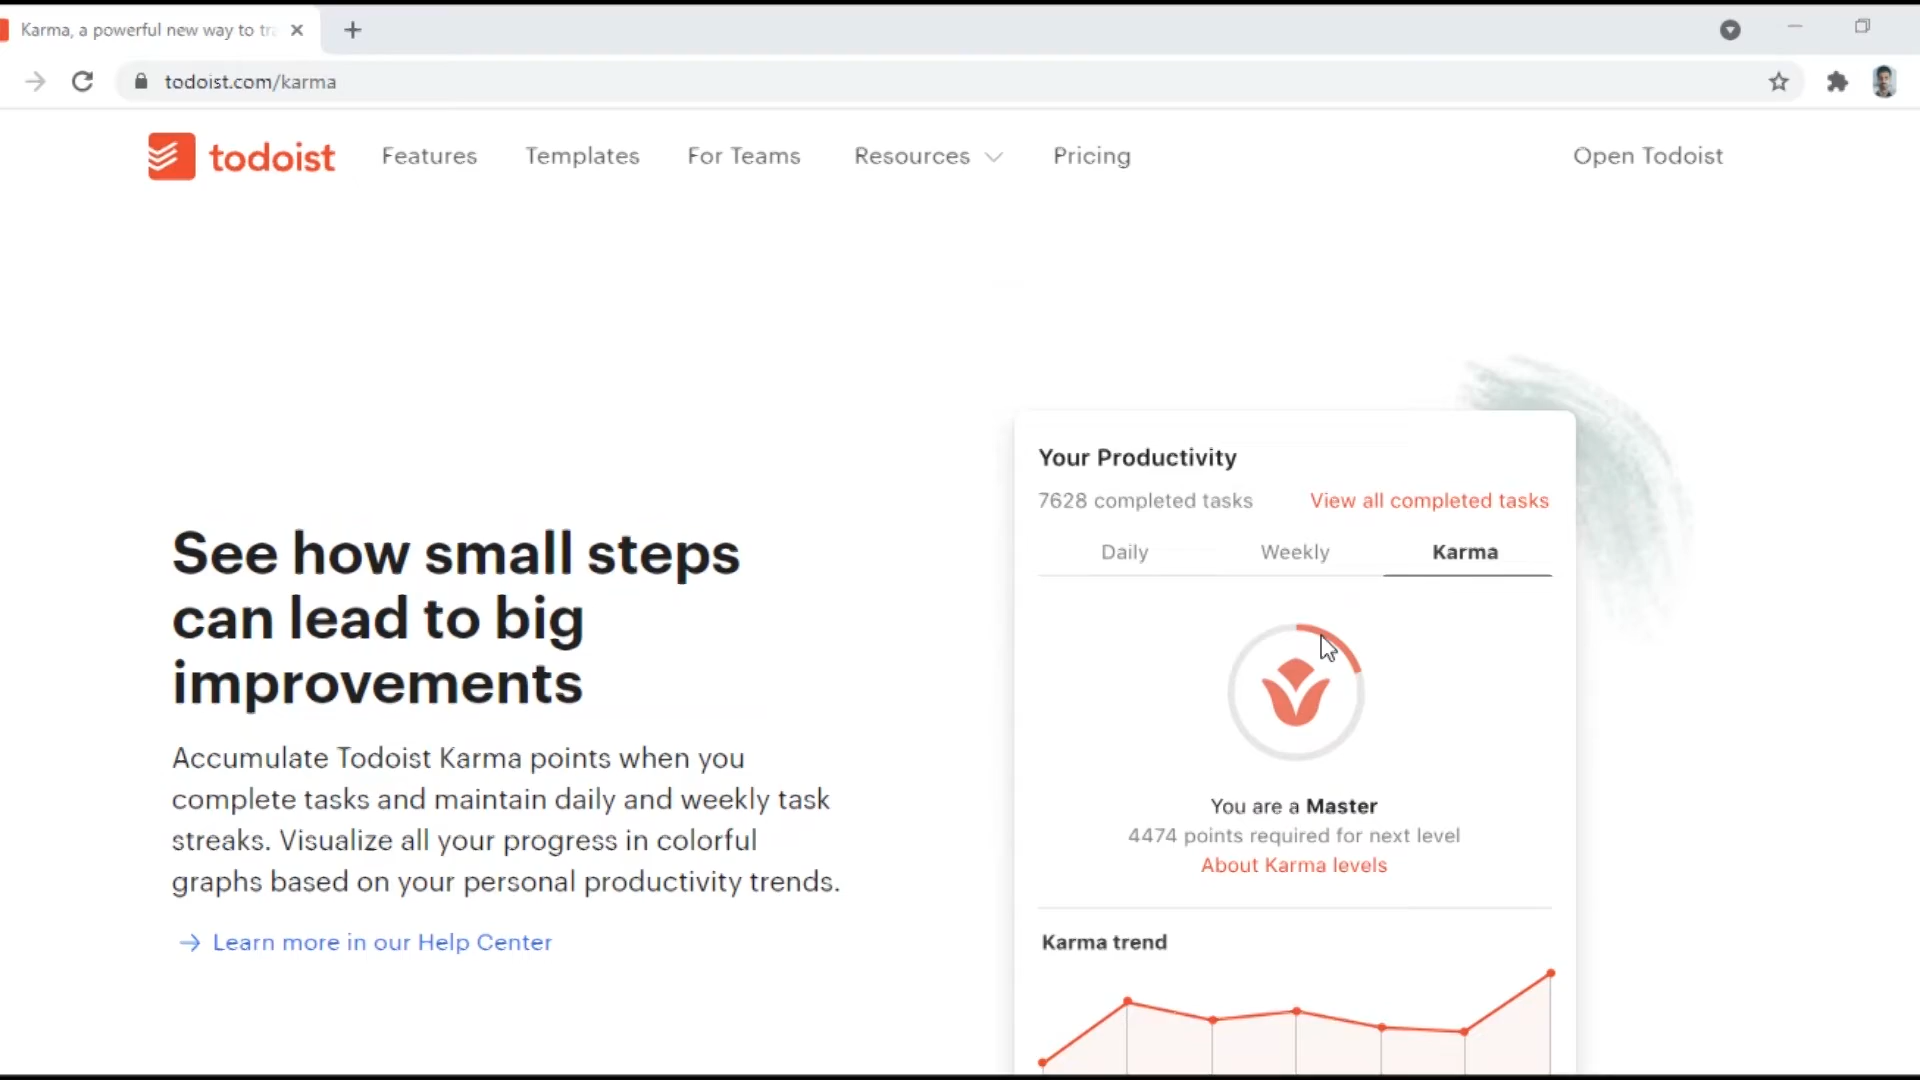 Karma, a powerful new way to tra
todoist.com/karma
todoist
Features
Templates
For Teams
Resources
Pricing
Open Todoist
See how small steps
can lead to big
improvements
Accumulate Todoist Karma points when you
complete tasks and maintain daily and weekly task
streaks. Visualize all your progress in colorful
graphs based on your personal productivity trends.
Learn more in our Help Center
Your Productivity
7628 completed tasks
View all completed tasks
Daily
Weekly
Karma
You are a Master
4474 points required for next level
About Karma levels
Karma trend